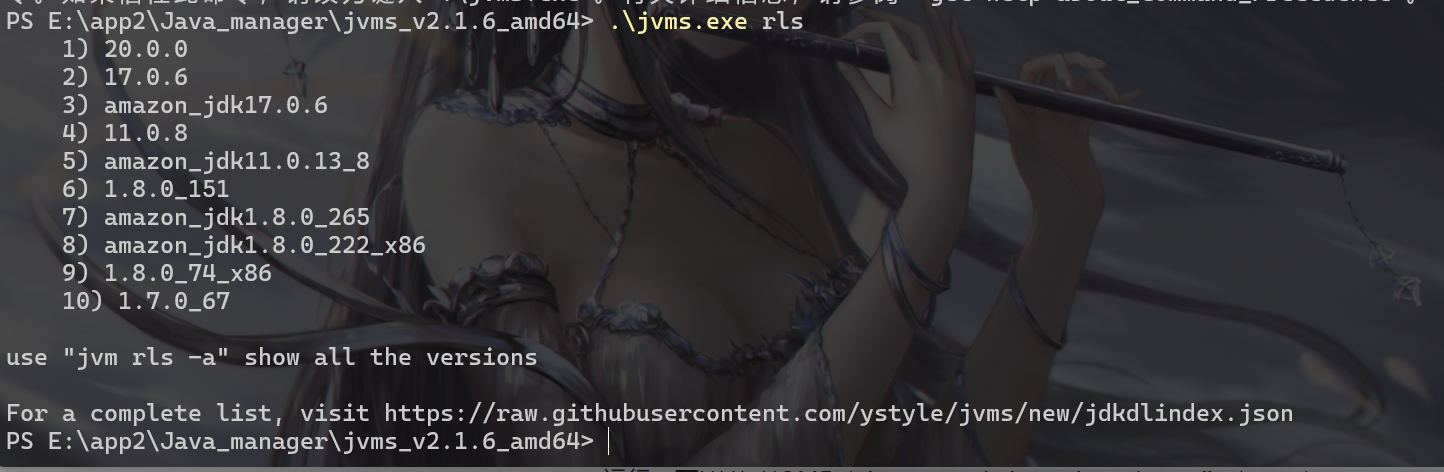 PS E:\app2\Java_manager\jvms_v2.1.6_amd64> .\jvms.exe rls
1) 20.0.0
2) 17.0.6
3) amazon_jdk17.0.6
4) 11.0.8
5) amazon_jdk11.0.13_8
6) 1.8.0_151
7) amazon_jdk1.8.0_265
8) amazon_jdk1.8.0_222_x86
9) 1.8.0_74_x86
10) 1.7.0_67
use "jvm rls -a" show all the versions
For a complete list, visit https://raw.githubusercontent.com/ystyle/jvms/new/jdkdlindex.json
PS E:\app2\Java_manager\jvms_v2.1.6_amd64>